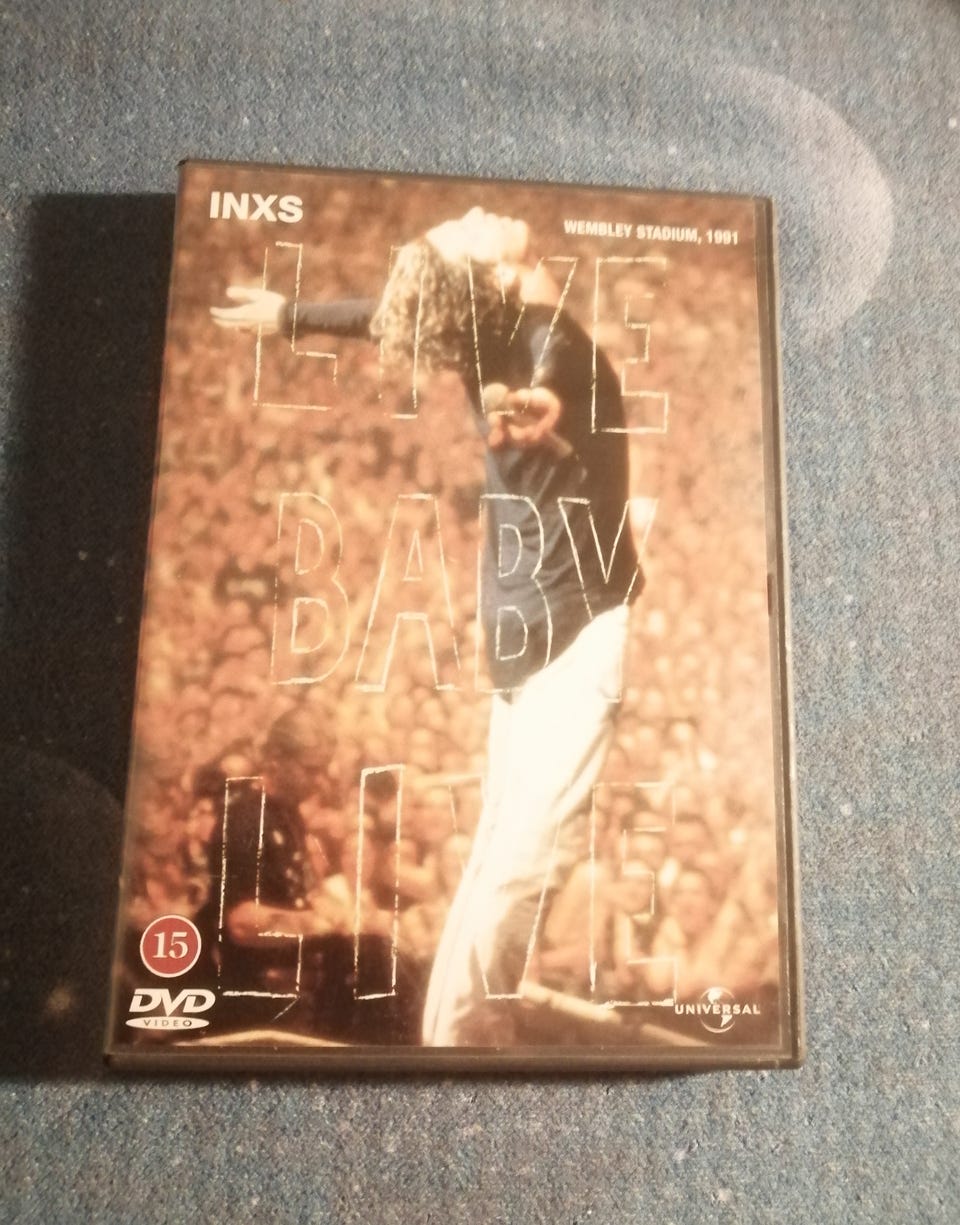 INXS
WEMBLEY STADIUM, 1991
LIVE
BABY
LIVE
15
DVD
VIDEO
UNIVERSAL